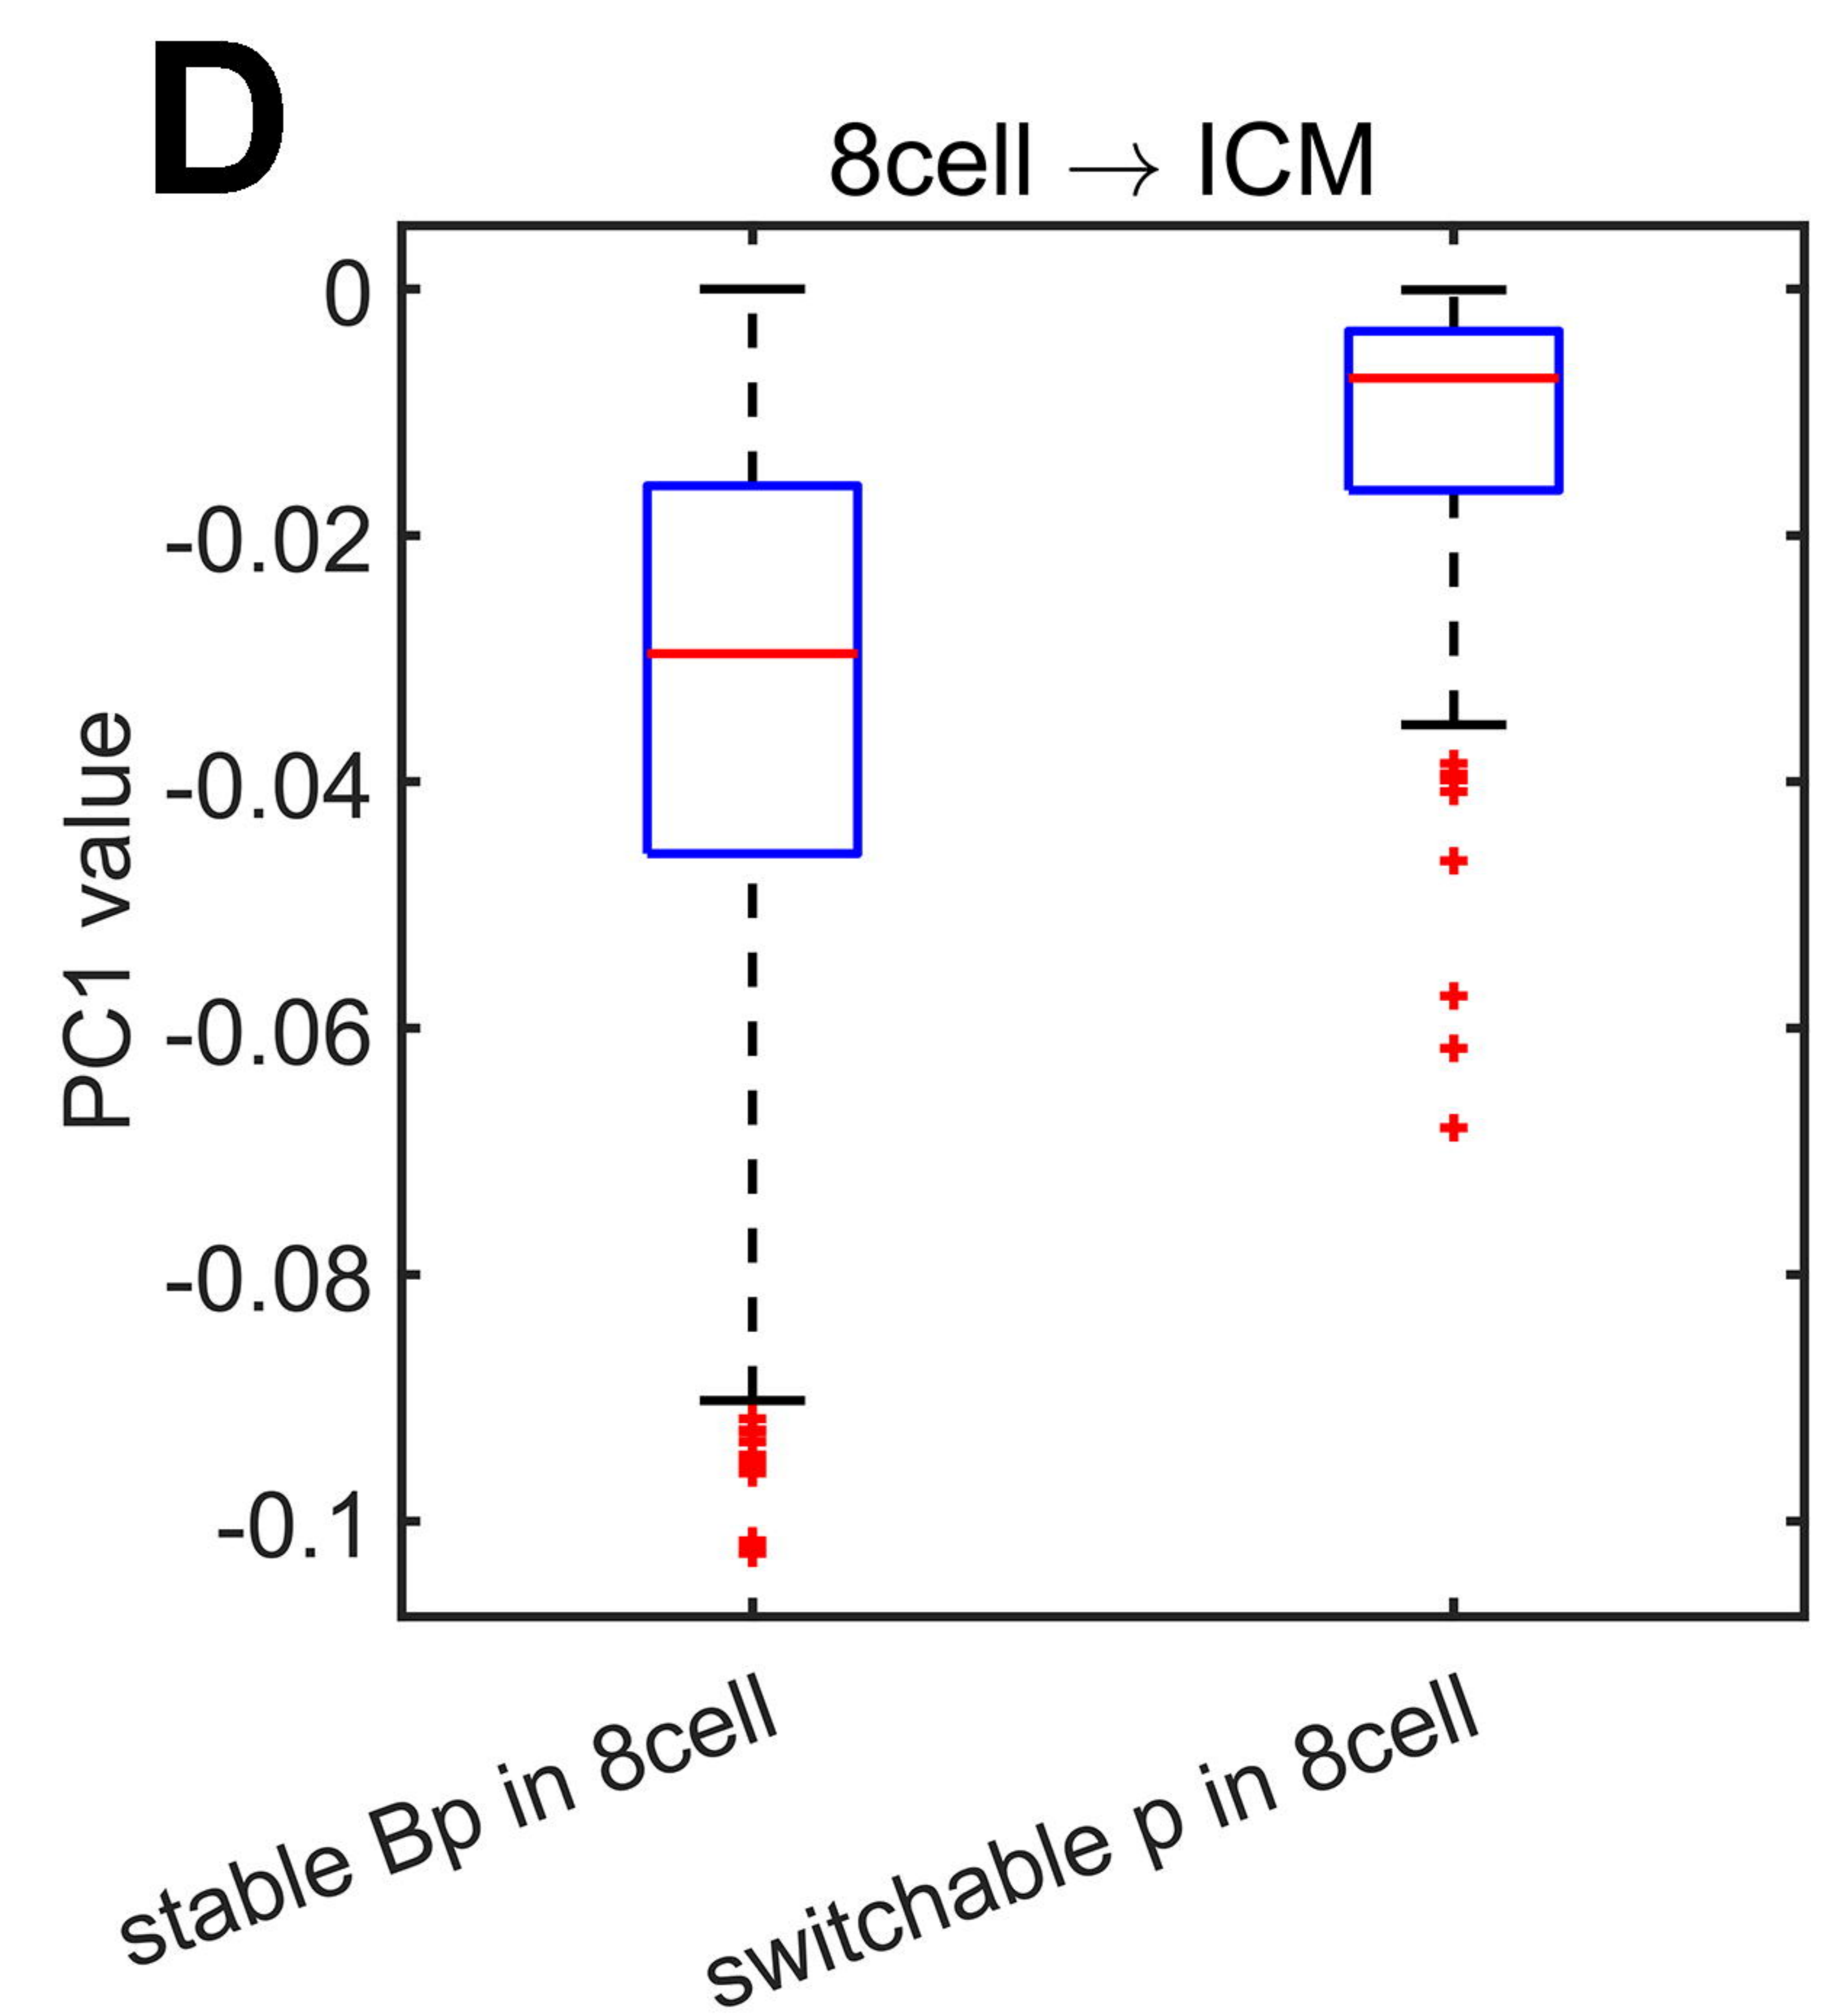 D
8cell → ICM
0
-0.02
-0.04
-0.06
-0.08
-0.1
PC1 value
stable Bp in 8cell
switchable p in 8cell